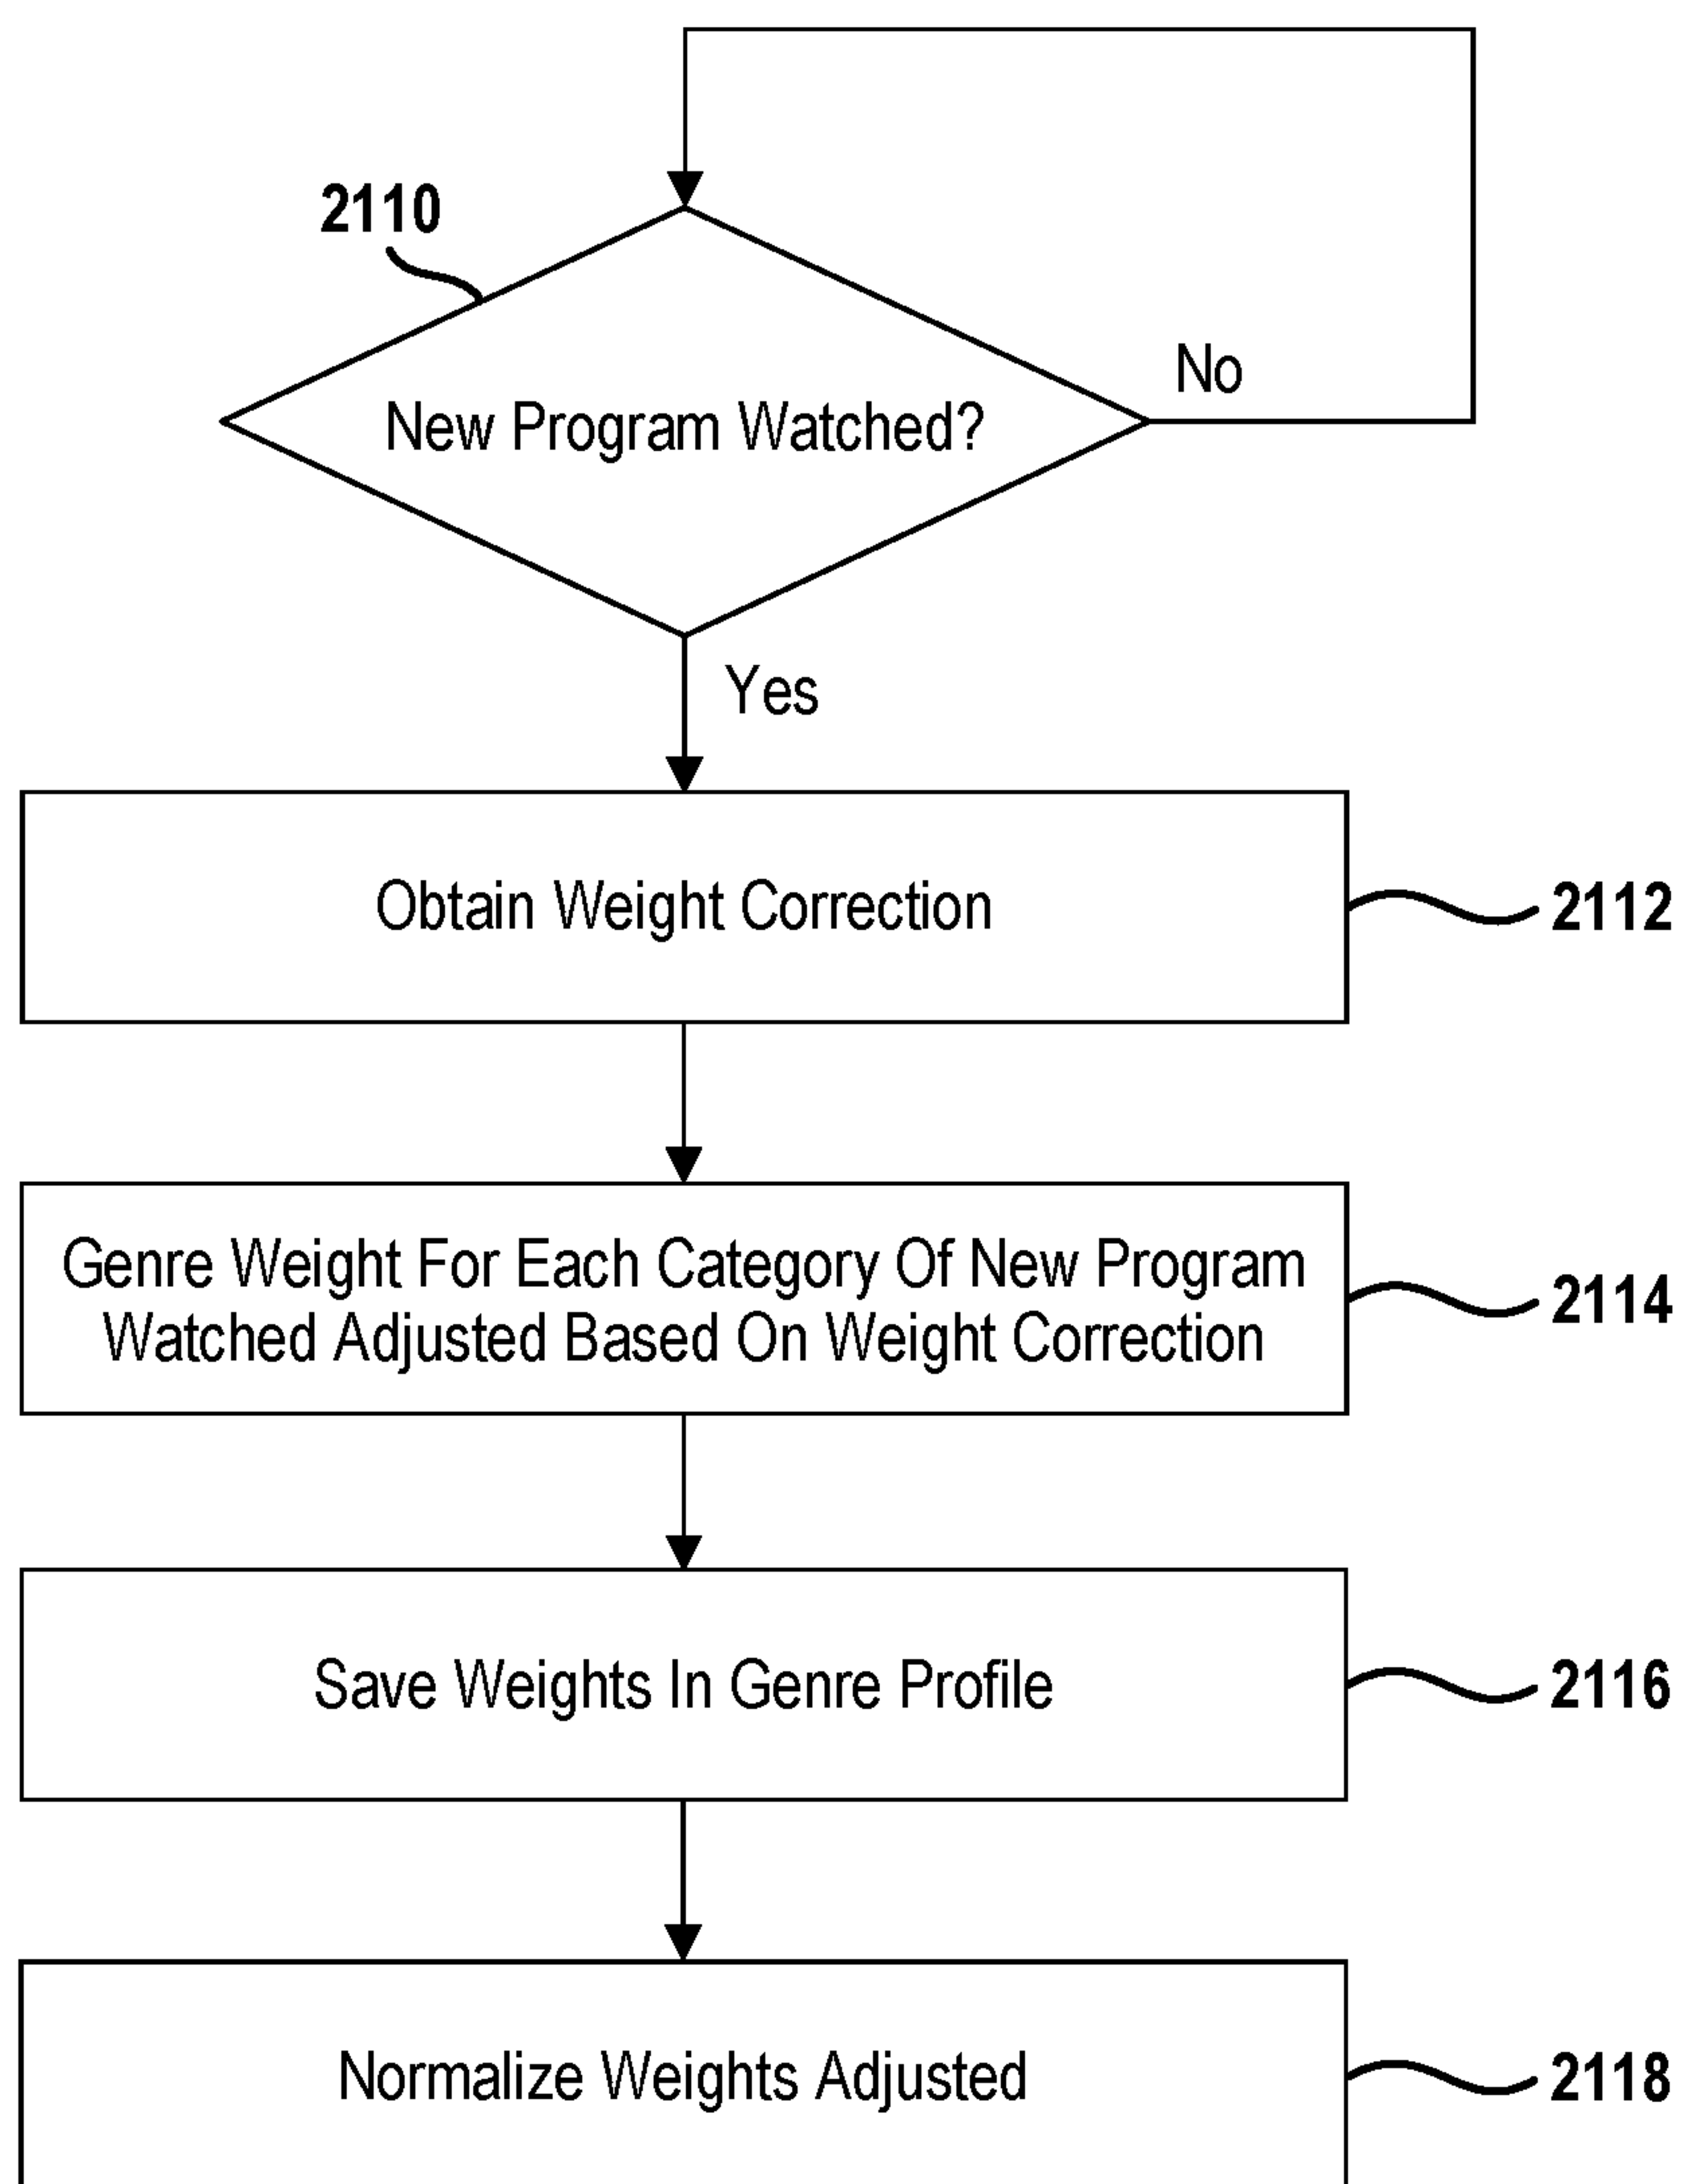 2110
New Program Watched?
No
Yes
Obtain Weight Correction
2112
Genre Weight For Each Category Of New Program
Watched Adjusted Based On Weight Correction
2114
Save Weights In Genre Profile
2116
Normalize Weights Adjusted
2118